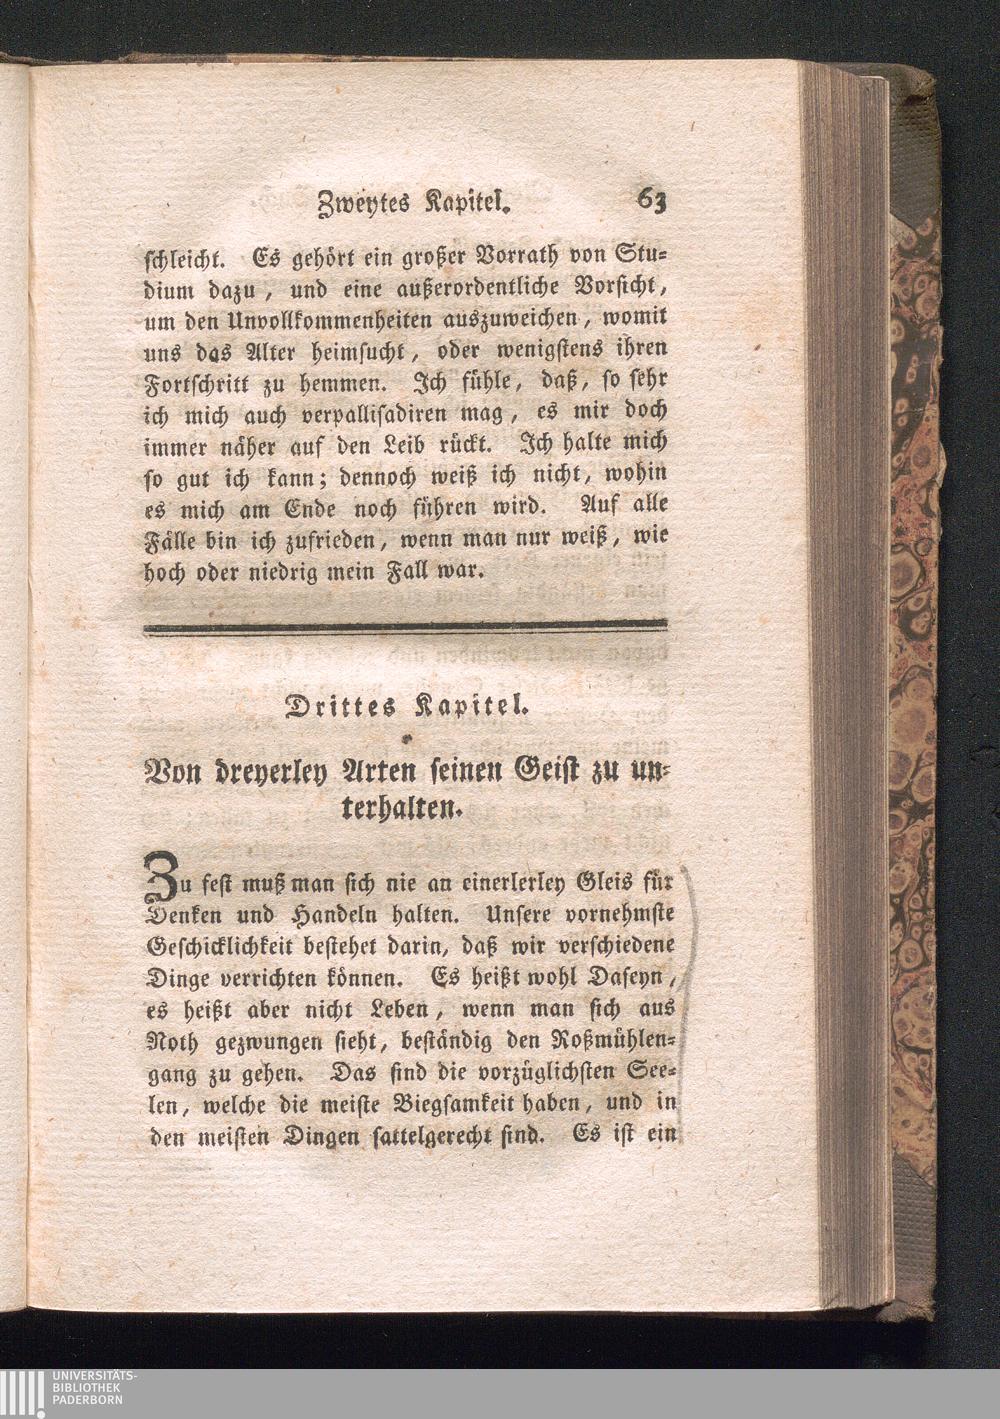 Zweytes Kapitel. 63
schleicht. Es gehört ein großer Vorrath von Stu-
dium dazu, und eine außerordentliche Vorsicht,
um den Unvollkommenheiten auszuweichen, womit
uns das Alter heimsucht, oder wenigstens ihren
Fortschritt zu hemmen. Ich fühle, daß, so sehr
ich mich auch verpallisadiren mag, es mir doch
immer näher auf den Leib rückt. Ich halte mich
so gut ich kann; dennoch weiß ich nicht, wohin
es mich am Ende noch führen wird. Auf alle
Fälle bin ich zufrieden, wenn man nur weiß, wie
hoch oder niedrig mein Fall war.
Drittes Kapitel.
Von dreyerley Arten seinen Geist zu un-
terhalten.
Zu fest muß man sich nie an einerlerley Gleis für
Denken und Handeln halten. Unsere vornehmste
Geschicklichkeit bestehet darin, daß wir verschiedene
Dinge verrichten können. Es heißt wohl Daseyn,
es heißt aber nicht Leben, wenn man sich aus
Noth gezwungen sieht, beständig den Roßmühlen-
gang zu gehen. Das sind die vorzüglichsten See-
len, welche die meiste Biegsamkeit haben, und in
den meisten Dingen sattelgerecht sind. Es ist ein
UNIVERSITÄTS-
BIBLIOTHEK
PADERBORN